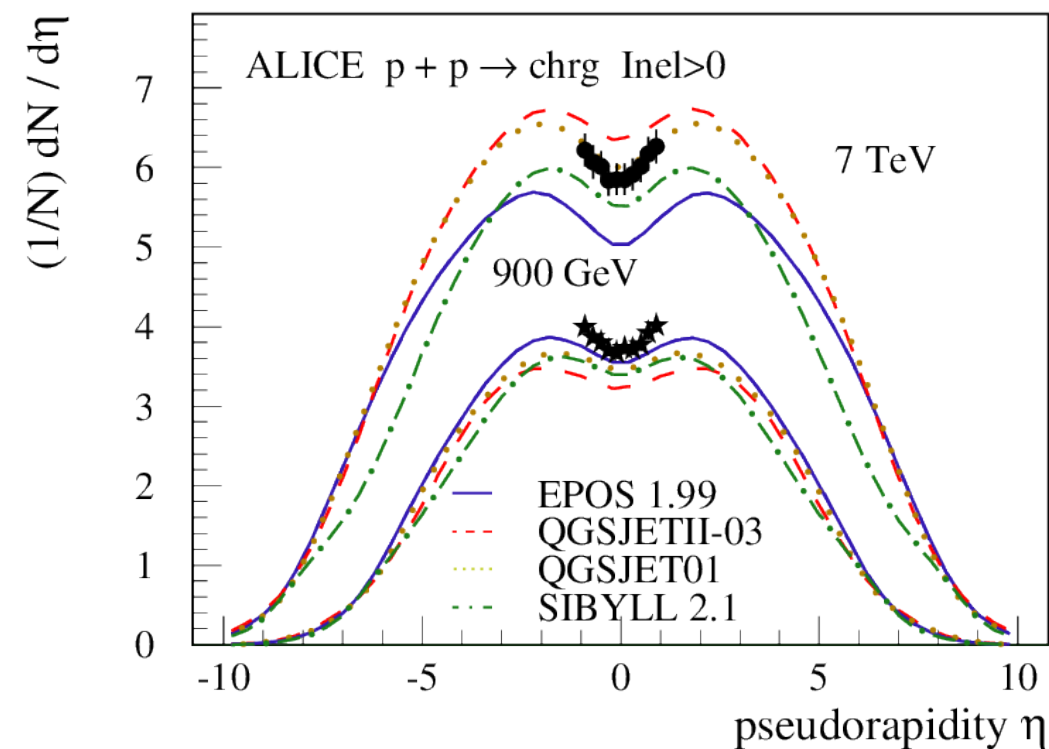 (1/N) dN / dη
ALICE p + p → chrg Inel>0
7 TeV
900 GeV
EPOS 1.99
QGSJETII-03
QGSJET01
SIBYLL 2.1
7
6
5
4
3
2
1
0
-10 -5 0 5 10
pseudorapidity η